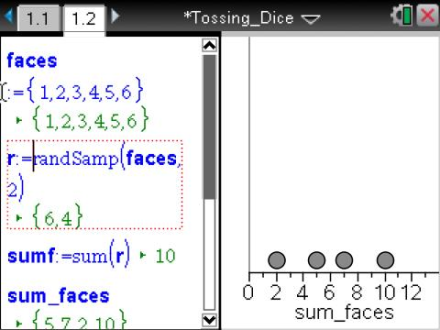 1.1
1.2
*Tossing_Dice
faces
:={1,2,3,4,5,6}
▸ {1,2,3,4,5,6}
r:=randSamp(faces,
2)
▸ {6,4}
sumf:=sum(r) ▸ 10
sum_faces
▸ {5,7,2,10}
0 2 4 6 8 10 12
sum_faces